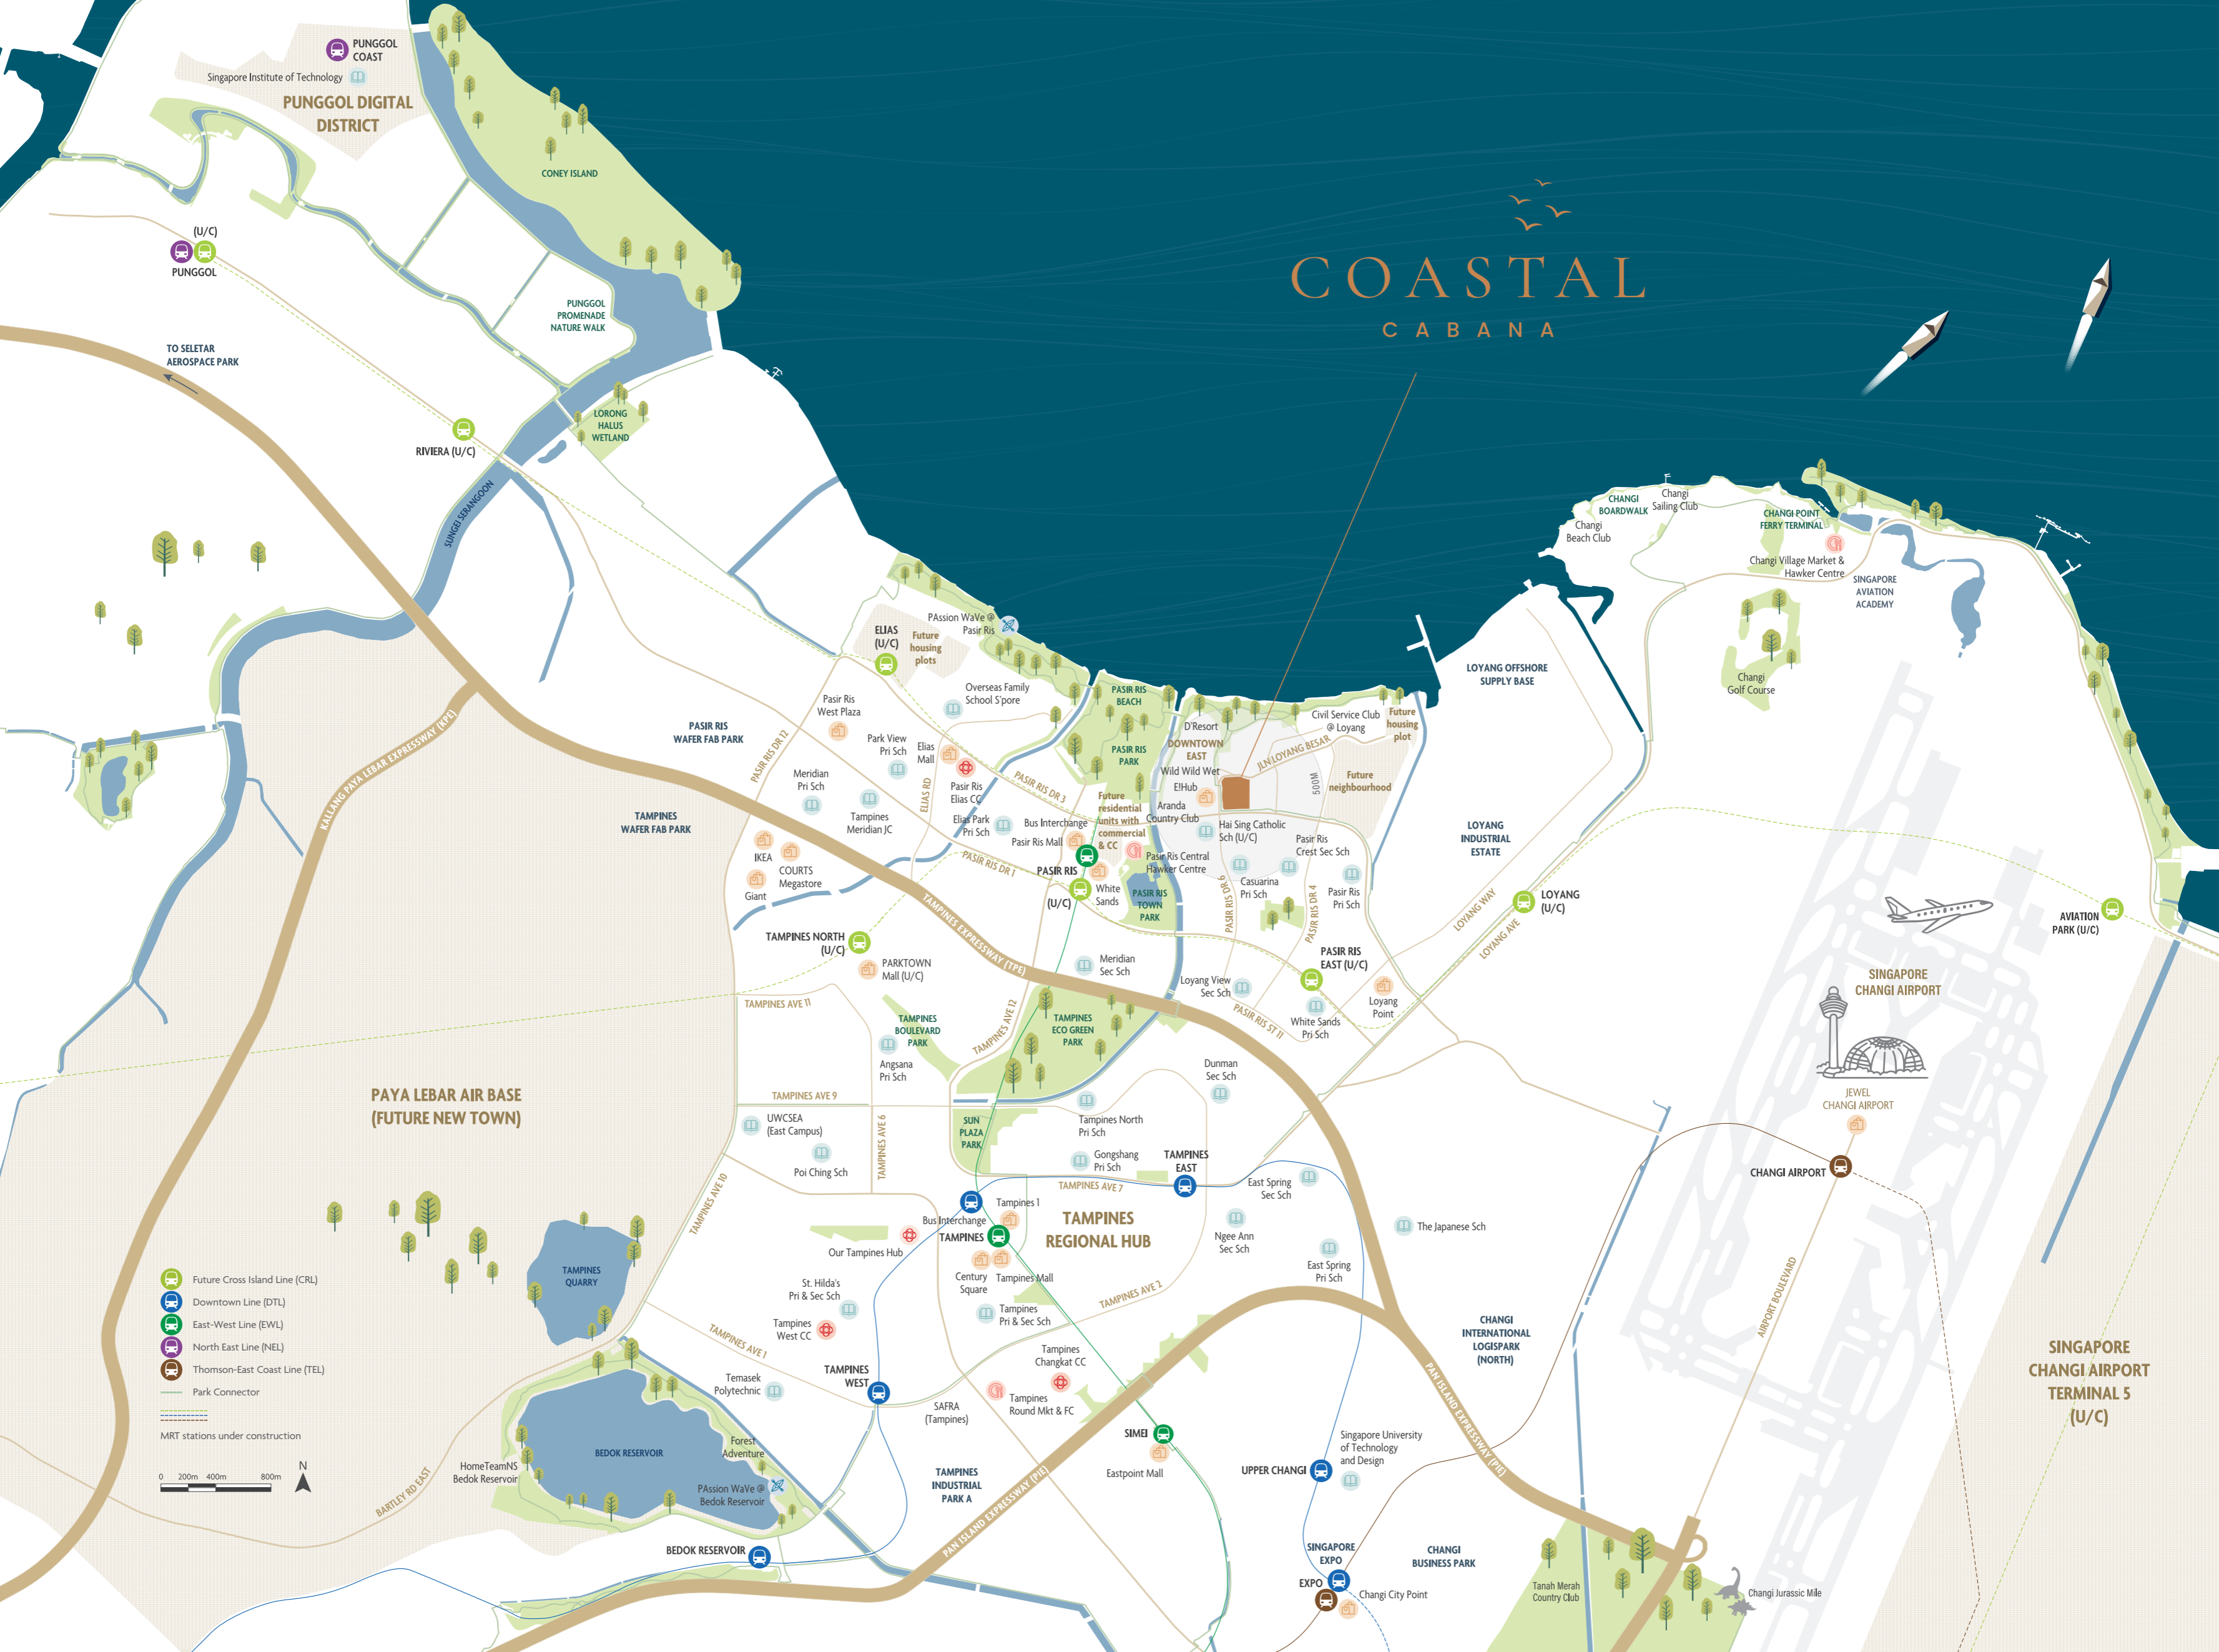 PUNGGOL
COAST
Singapore Institute of Technology
PUNGGOL DIGITAL
DISTRICT
CONEY ISLAND
(U/C)
PUNGGOL
PUNGGOL
PROMENADE
NATURE WALK
COASTAL
CABANA
TO SELETAR
AEROSPACE PARK
LORONG
HALUS
WETLAND
RIVIERA (U/C)
SUNGEI SERANGOON
KALLANG PAYA LEBAR EXPRESSWAY (KPE)
CHANGI
BOARDWALK
Changi
Sailing Club
Changi
Beach Club
CHANGI POINT
FERRY TERMINAL
Changi Village Market &
Hawker Centre
SINGAPORE
AVIATION
ACADEMY
Changi
Golf Course
PAssion WaVe @
Pasir Ris
ELIAS
(U/C)
Future
housing
plots
Overseas Family
School S'pore
Pasir Ris
West Plaza
PASIR RIS
WAFER FAB PARK
PASIR RIS DR 12
Park View
Pri Sch
Elias
Mall
Pasir Ris
Elias CC
ELIAS RD
PASIR RIS DR 3
Meridian
Pri Sch
Tampines
Meridian JC
Elias Park
Pri Sch
PASIR RIS
BEACH
PASIR RIS
PARK
D'Resort
DOWNTOWN
EAST
Wild Wild Wet
E!Hub
Aranda
Country Club
Civil Service Club
@ Loyang
JLN LOYANG BESAR
500M
Future
housing
plot
Future
neighbourhood
LOYANG OFFSHORE
SUPPLY BASE
LOYANG
INDUSTRIAL
ESTATE
Future
residential
units with
commercial
& CC
Bus Interchange
Pasir Ris Mall
PASIR RIS
(U/C)
White
Sands
Pasir Ris Central
Hawker Centre
PASIR RIS
TOWN
PARK
Hai Sing Catholic
Sch (U/C)
Pasir Ris
Crest Sec Sch
Casuarina
Pri Sch
Pasir Ris
Pri Sch
PASIR RIS DR 6
PASIR RIS DR 4
PASIR RIS DR 1
TAMPINES
WAFER FAB PARK
IKEA
COURTS
Megastore
Giant
TAMPINES EXPRESSWAY (TPE)
TAMPINES NORTH
(U/C)
PARKTOWN
Mall (U/C)
Meridian
Sec Sch
Loyang View
Sec Sch
PASIR RIS
EAST (U/C)
White Sands
Pri Sch
Loyang
Point
PASIR RIS ST 11
LOYANG WAY
LOYANG AVE
LOYANG
(U/C)
AVIATION
PARK (U/C)
SINGAPORE
CHANGI AIRPORT
JEWEL
CHANGI AIRPORT
CHANGI AIRPORT
AIRPORT BOULEVARD
SINGAPORE
CHANGI AIRPORT
TERMINAL 5
(U/C)
TAMPINES AVE 11
TAMPINES
BOULEVARD
PARK
Angsana
Pri Sch
TAMPINES AVE 12
TAMPINES
ECO GREEN
PARK
Dunman
Sec Sch
PAYA LEBAR AIR BASE
(FUTURE NEW TOWN)
TAMPINES AVE 9
UWCSEA
(East Campus)
Poi Ching Sch
TAMPINES AVE 6
TAMPINES AVE 10
SUN
PLAZA
PARK
Tampines North
Pri Sch
Gongshang
Pri Sch
TAMPINES
EAST
TAMPINES AVE 7
East Spring
Sec Sch
Tampines 1
Bus Interchange
TAMPINES
TAMPINES
REGIONAL HUB
Ngee Ann
Sec Sch
The Japanese Sch
East Spring
Pri Sch
Our Tampines Hub
Century
Square
Tampines Mall
TAMPINES AVE 2
St. Hilda's
Pri & Sec Sch
Tampines
Pri & Sec Sch
Tampines
West CC
TAMPINES
QUARRY
TAMPINES AVE 1
TAMPINES
WEST
Temasek
Polytechnic
SAFRA
(Tampines)
Tampines
Changkat CC
Tampines
Round Mkt & FC
CHANGI
INTERNATIONAL
LOGISPARK
(NORTH)
PAN ISLAND EXPRESSWAY (PIE)
SIMEI
Eastpoint Mall
UPPER CHANGI
Singapore University
of Technology
and Design
TAMPINES
INDUSTRIAL
PARK A
PAN ISLAND EXPRESSWAY (PIE)
SINGAPORE
EXPO
EXPO
Changi City Point
CHANGI
BUSINESS PARK
Tanah Merah
Country Club
Changi Jurassic Mile
BEDOK RESERVOIR
Forest
Adventure
PAssion WaVe @
Bedok Reservoir
HomeTeamNS
Bedok Reservoir
BARTLEY RD EAST
BEDOK RESERVOIR
Future Cross Island Line (CRL)
Downtown Line (DTL)
East-West Line (EWL)
North East Line (NEL)
Thomson-East Coast Line (TEL)
Park Connector
MRT stations under construction
0 200m 400m 800m
N